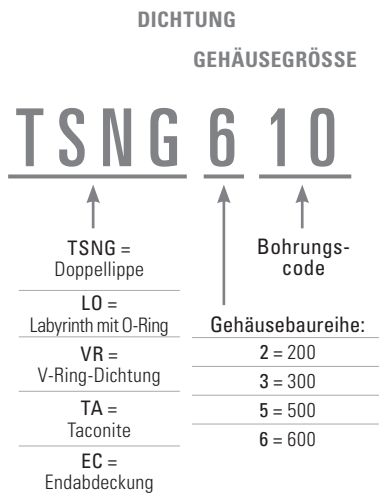 DICHTUNG
GEHÄUSEGRÖSSE
TSNG 6 10
TSNG =
Doppellippe
LO =
Labyrinth mit O-Ring
VR =
V-Ring-Dichtung
TA =
Taconite
EC =
Endabdeckung
Bohrungs-
code
Gehäusebaureihe:
2 = 200
3 = 300
5 = 500
6 = 600